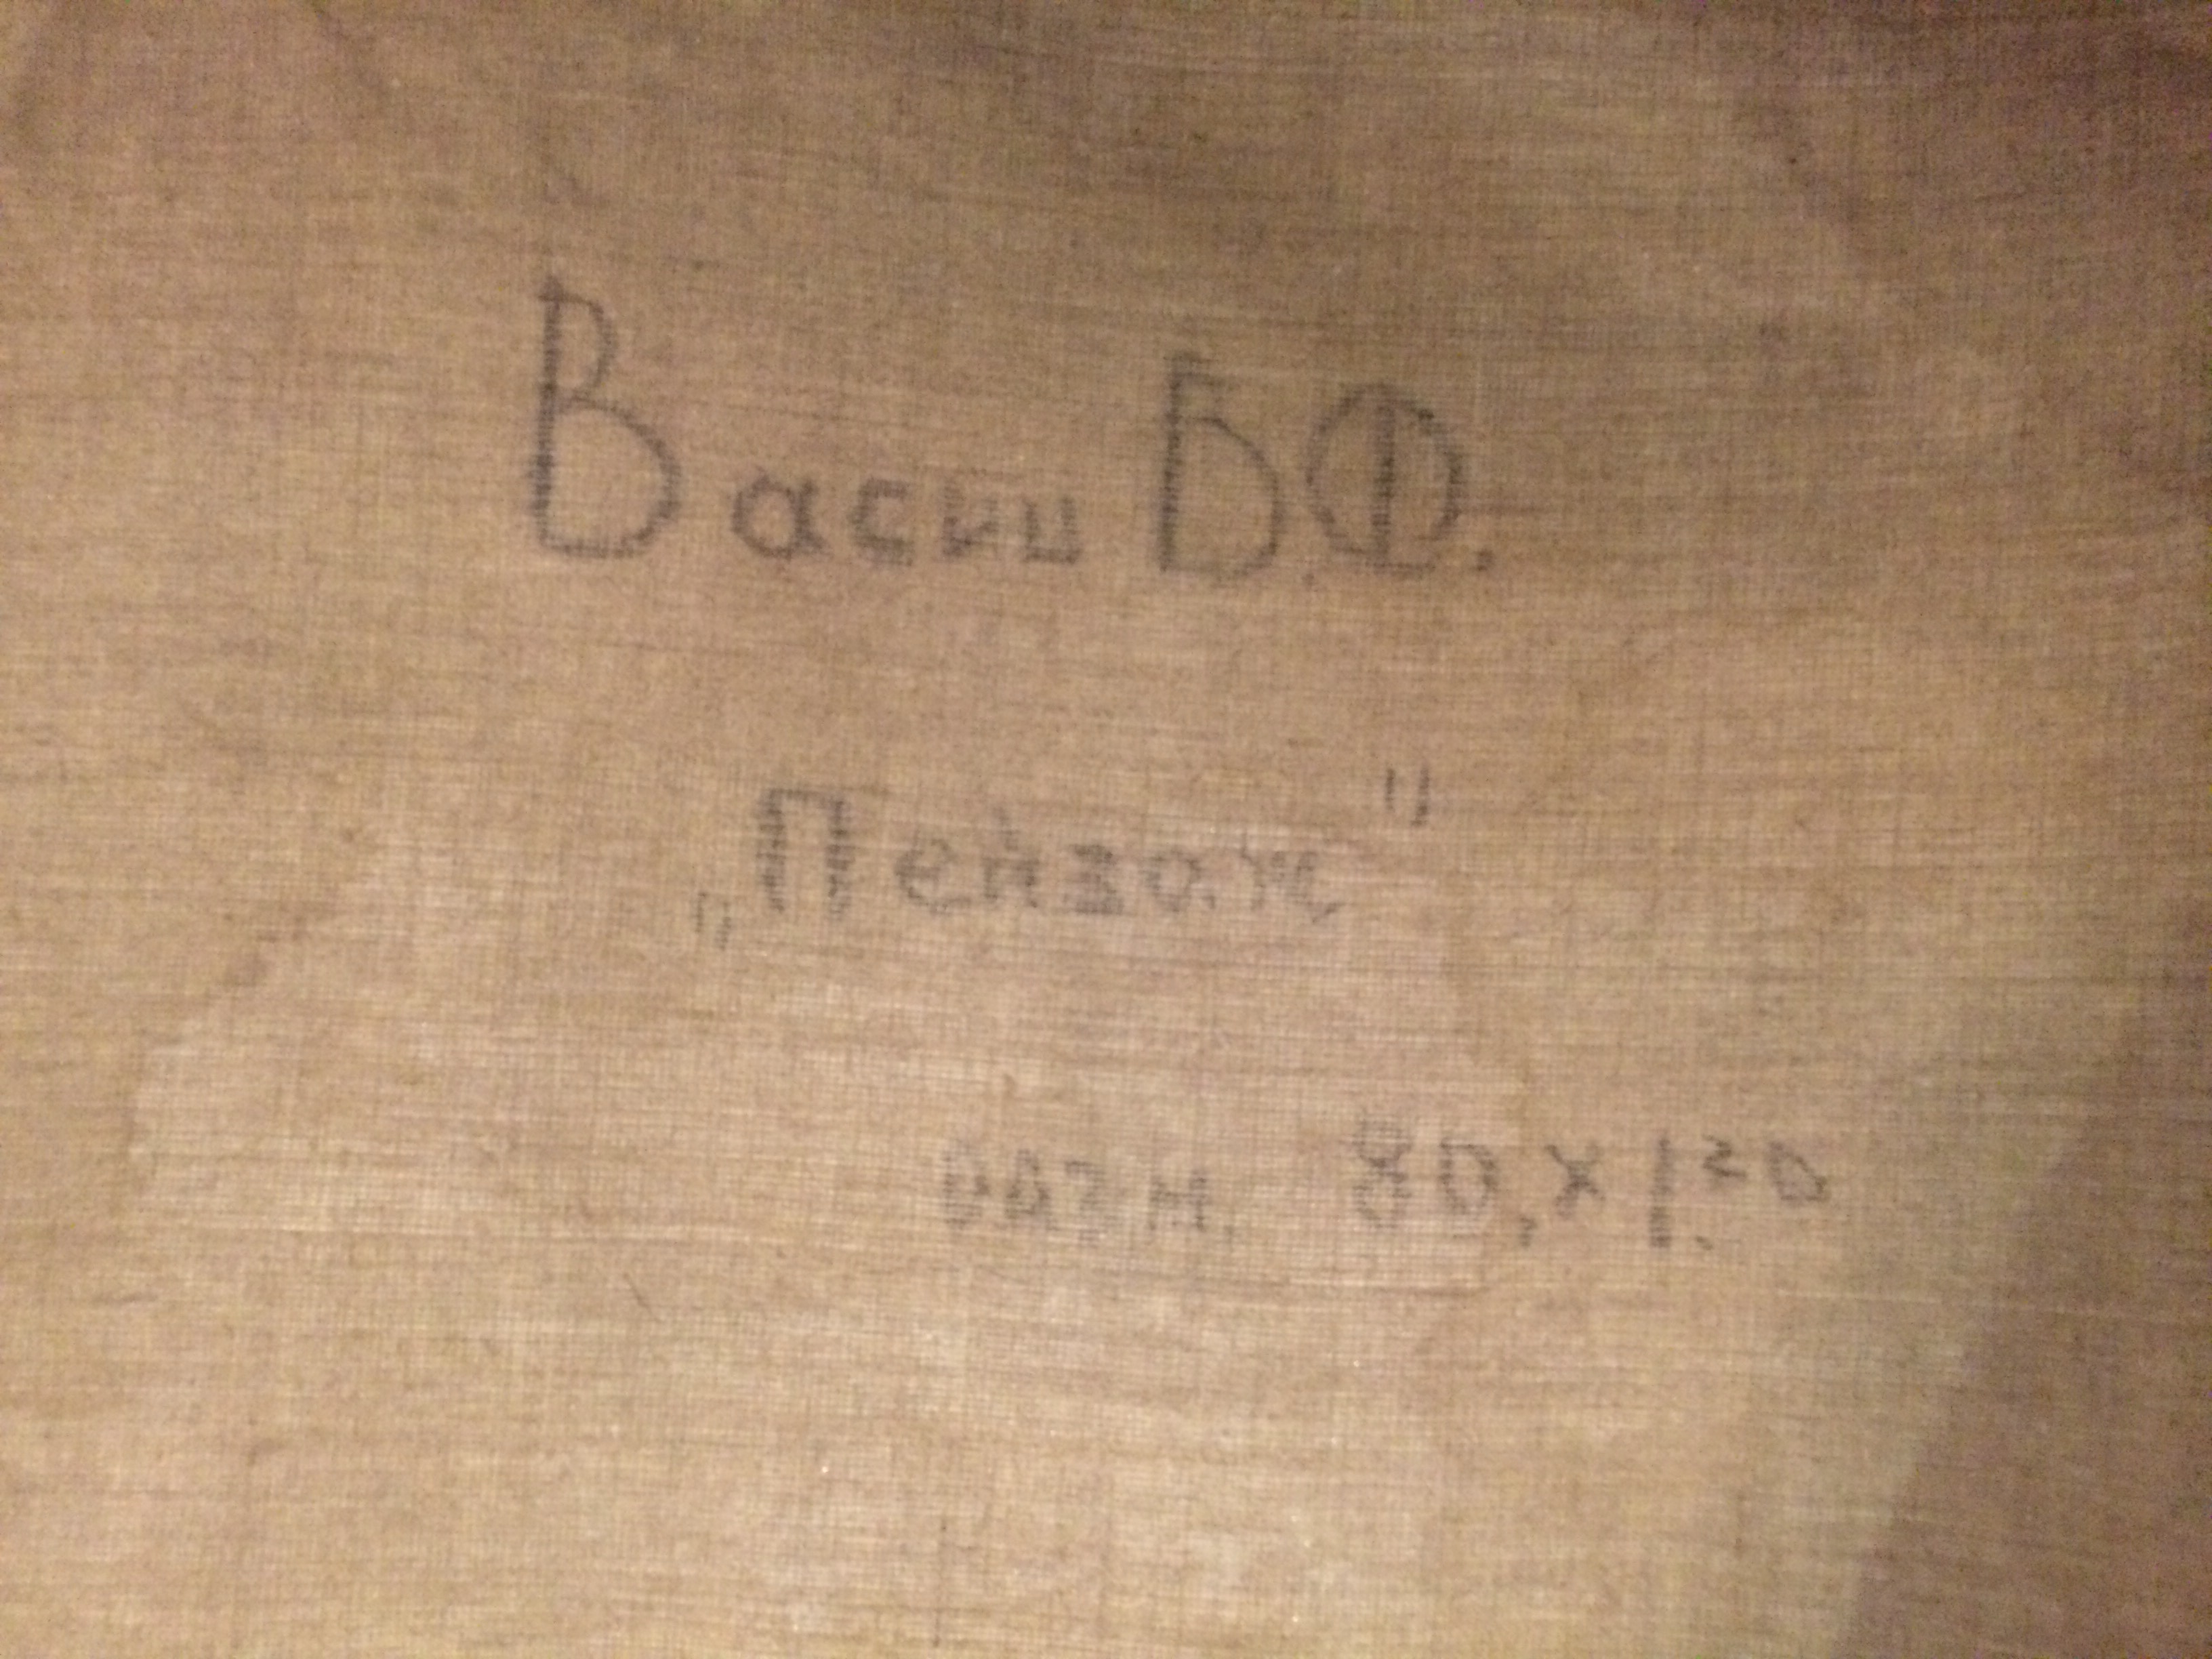 Васин Б.Ф.
„Пейзаж"
разм. 80 х 120